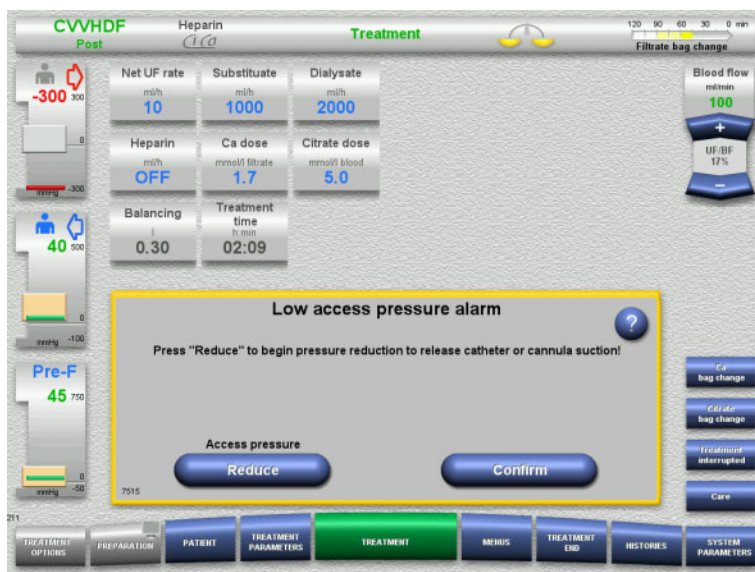 CVVHDF
Post
Heparin
Ci Ca
Treatment
120 90 60 30 0 min
Filtrate bag change
-300
300
0
-300
mmHg
Net UF rate
ml/h
10
Substituate
ml/h
1000
Dialysate
ml/h
2000
Blood flow
ml/min
100
+
UF/BF
17%
−
Heparin
ml/h
OFF
Ca dose
mmol/l filtrate
1.7
Citrate dose
mmol/l blood
5.0
Balancing
l
0.30
Treatment
time
h:min
02:09
40
500
0
-100
mmHg
Low access pressure alarm
?
Press "Reduce" to begin pressure reduction to release catheter or cannula suction!
Access pressure
Reduce
Confirm
7515
Pre-F
45
750
0
-50
mmHg
Ca
bag change
Citrate
bag change
Treatment
interrupted
Care
211
TREATMENT
OPTIONS
PREPARATION
PATIENT
TREATMENT
PARAMETERS
TREATMENT
MENUS
TREATMENT
END
HISTORIES
SYSTEM
PARAMETERS